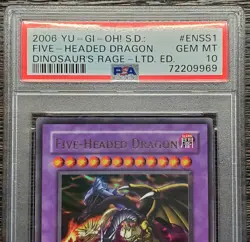 2006 YU-GI-OH! S.D.: #ENSS1
FIVE-HEADED DRAGON GEM MT
DINOSAUR'S RAGE-LTD. ED. 10
PSA 72209969
FIVE-HEADED DRAGON